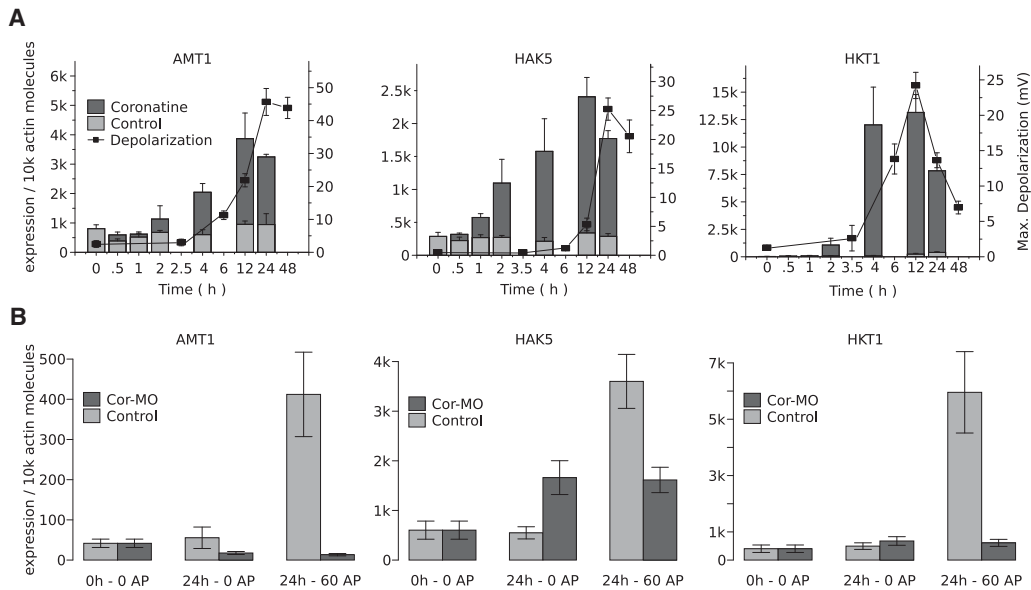 A
AMT1
HAK5
HKT1
expression / 10k actin molecules
6k
5k
4k
3k
2k
1k
0
Coronatine
Control
Depolarization
50
40
30
20
10
0
0 .5 1 2 2.5 4 6 12 24 48
Time ( h )
2.5k
2k
1.5k
1k
.5k
0
30
25
20
15
10
5
0
0 .5 1 2 3.5 4 6 12 24 48
Time ( h )
15k
12.5k
10k
7.5k
5k
2.5k
0
25
20
15
10
5
0
Max. Depolarization (mV)
0 .5 1 2 3.5 4 6 12 24 48
Time ( h )
B
AMT1
HAK5
HKT1
expression / 10k actin molecules
500
400
300
200
100
0
Cor-MO
Control
0h - 0 AP 24h - 0 AP 24h - 60 AP
4k
3k
2k
1k
0
Cor-MO
Control
0h - 0 AP 24h - 0 AP 24h - 60 AP
7k
5k
3k
1k
0
Cor-MO
Control
0h - 0 AP 24h - 0 AP 24h - 60 AP